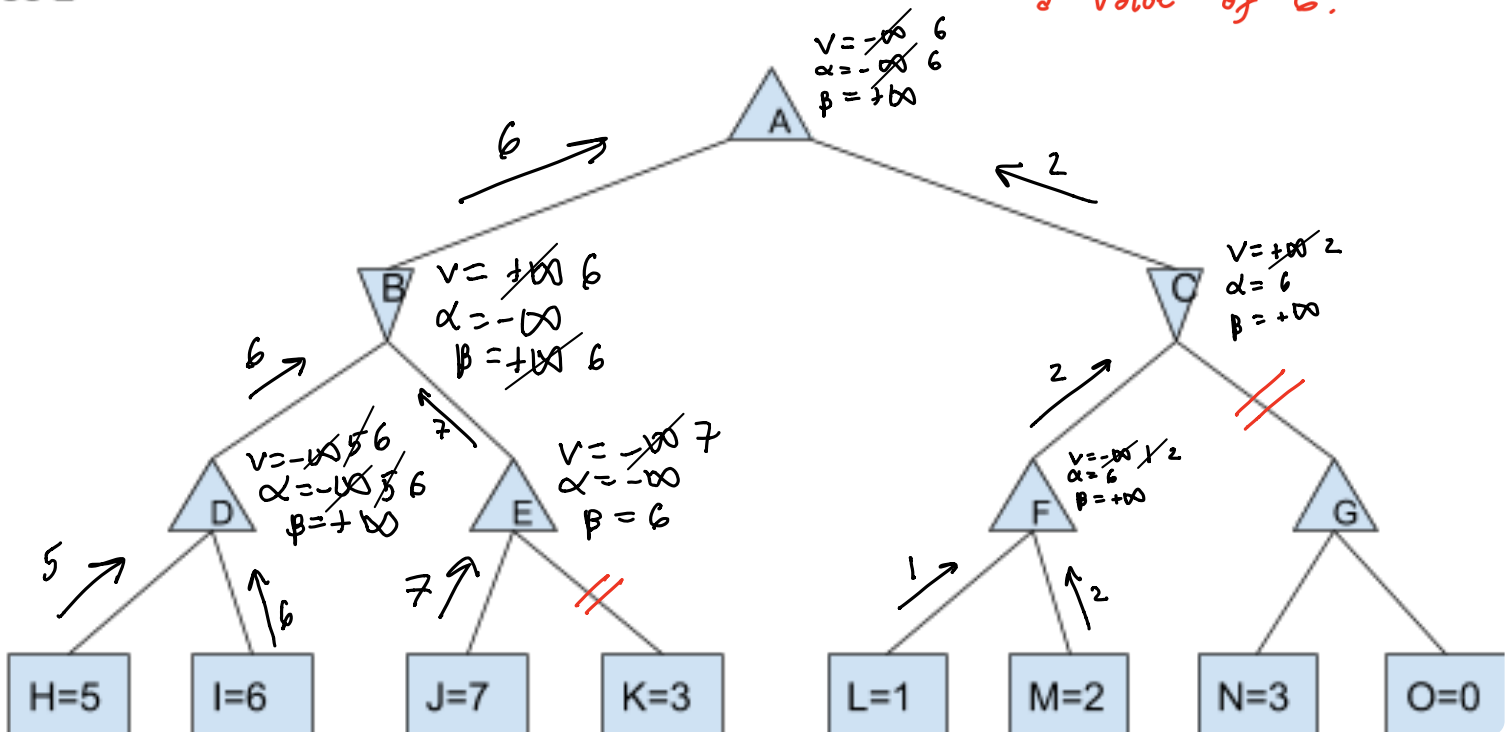 a value of 6.
V = -∞ 6
α = -∞ 6
β = +∞
A
6
2
B
V = +∞ 6
α = -∞
β = +∞ 6
C
V = +∞ 2
α = 6
β = +∞
6
7
2
D
V = -∞ 5 6
α = -∞ 5 6
β = +∞
E
V = -∞ 7
α = -∞
β = 6
F
V = -∞ 1 2
α = 6
β = +∞
G
5
6
7
1
2
H=5
I=6
J=7
K=3
L=1
M=2
N=3
O=0